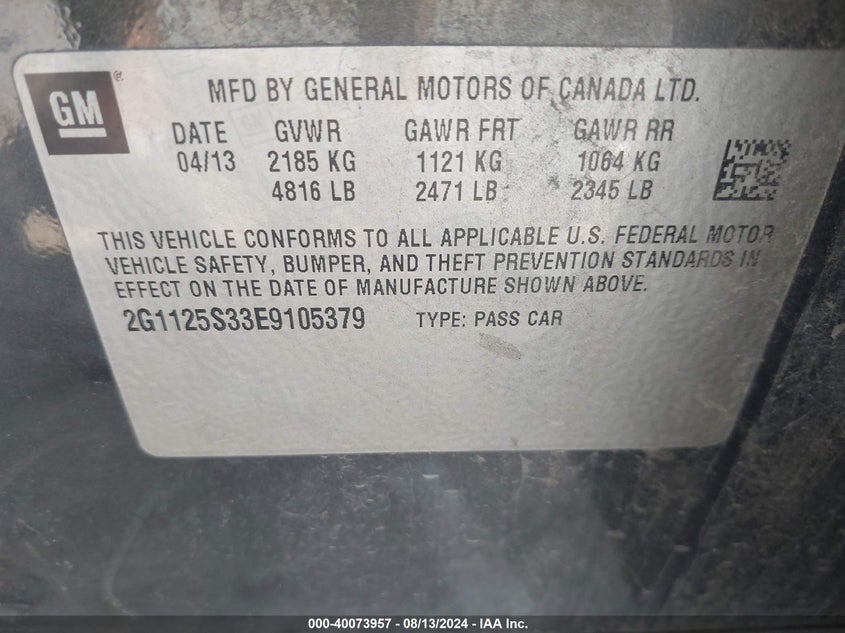 GM
MFD BY GENERAL MOTORS OF CANADA LTD.
DATE GVWR GAWR FRT GAWR RR
04/13 2185 KG 1121 KG 1064 KG
4816 LB 2471 LB 2345 LB
THIS VEHICLE CONFORMS TO ALL APPLICABLE U.S. FEDERAL MOTOR
VEHICLE SAFETY, BUMPER, AND THEFT PREVENTION STANDARDS IN
EFFECT ON THE DATE OF MANUFACTURE SHOWN ABOVE.
2G1125S33E9105379 TYPE: PASS CAR
000-40073957 - 08/13/2024 - IAA Inc.